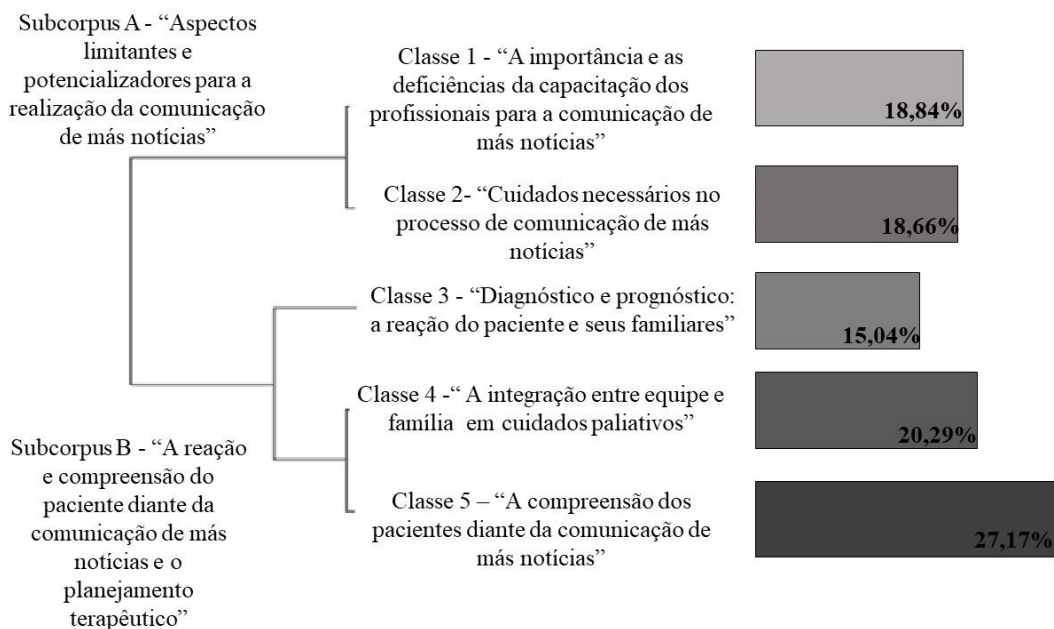 Subcorpus A - “Aspectos
limitantes e
potencializadores para a
realização da comunicação
de más notícias”
Classe 1 - “A importância e as
deficiências da capacitação dos
profissionais para a comunicação de
más notícias”
18,84%
Classe 2- “Cuidados necessários no
processo de comunicação de más
notícias”
18,66%
Classe 3 - “Diagnóstico e prognóstico:
a reação do paciente e seus familiares”
15,04%
Classe 4 -“ A integração entre equipe e
família em cuidados paliativos”
20,29%
Subcorpus B - “A reação
e compreensão do
paciente diante da
comunicação de más
notícias e o
planejamento
terapêutico”
Classe 5 – “A compreensão dos
pacientes diante da comunicação de
más notícias”
27,17%